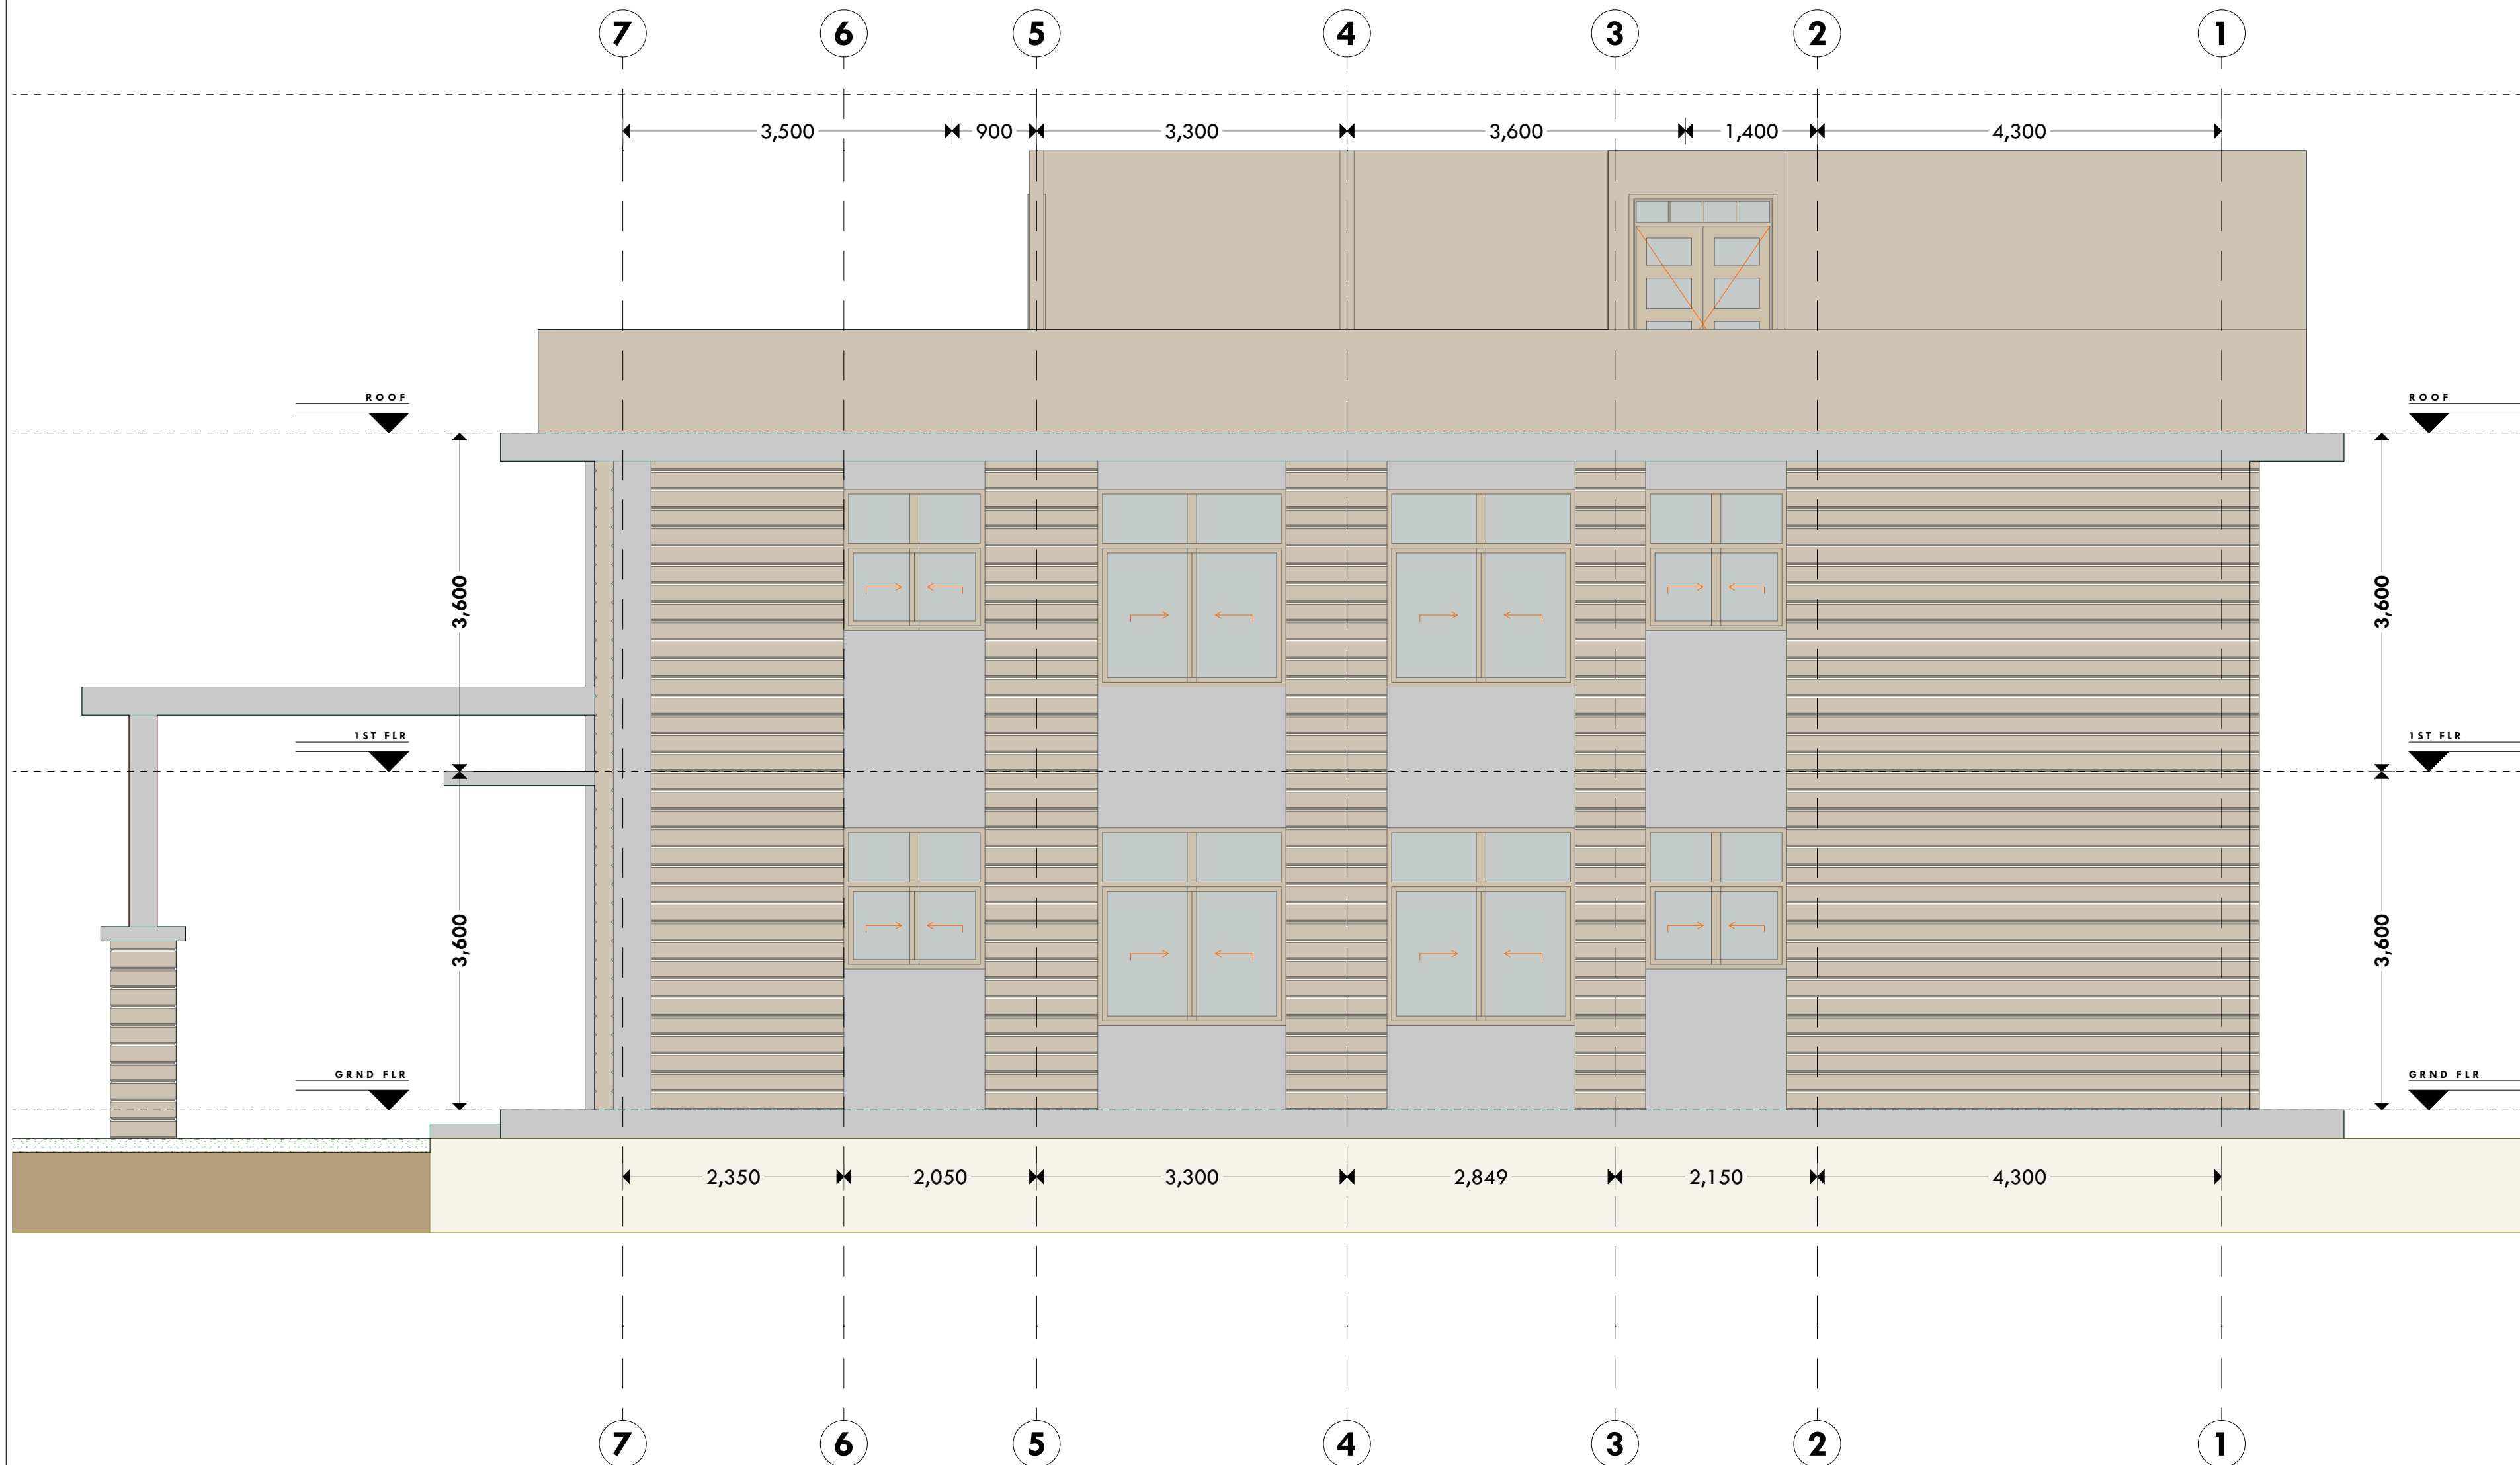 7 6 5 4 3 2 1
3,500 900 3,300 3,600 1,400 4,300
ROOF ROOF
3,600 3,600
1ST FLR 1ST FLR
3,600 3,600
GRND FLR GRND FLR
2,350 2,050 3,300 2,849 2,150 4,300
7 6 5 4 3 2 1